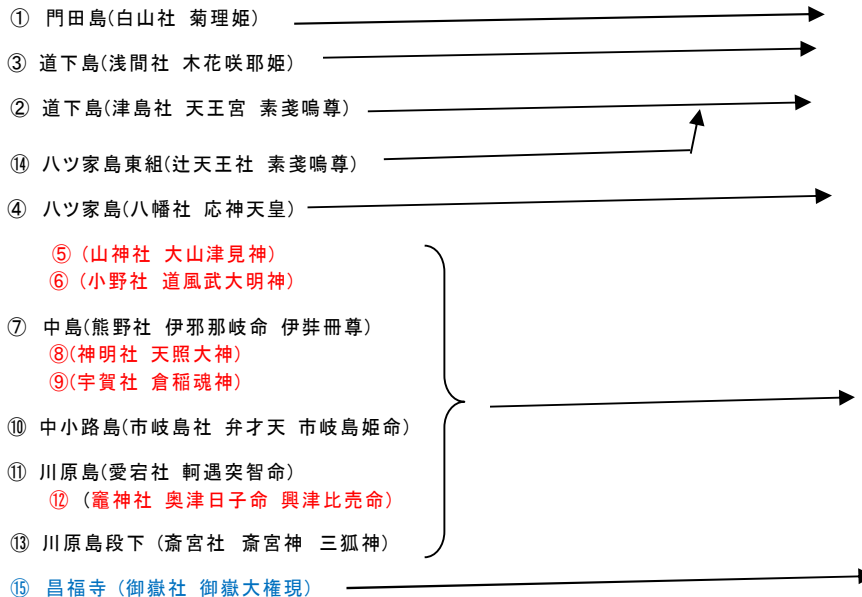 ① 門田島(白山社 菊理姫)
③ 道下島(浅間社 木花咲耶姫)
② 道下島(津島社 天王宮 素戔嗚尊)
⑭ 八ツ家島東組(辻天王社 素戔嗚尊)
④ 八ツ家島(八幡社 応神天皇)
⑤ (山神社 大山津見神)
⑥ (小野社 道風武大明神)
⑦ 中島(熊野社 伊邪那岐命 伊弉冊尊)
⑧(神明社 天照大神)
⑨(宇賀社 倉稲魂神)
⑩ 中小路島(市岐島社 弁才天 市岐島姫命)
⑪ 川原島(愛宕社 軻遇突智命)
⑫ (竈神社 奥津日子命 興津比売命)
⑬ 川原島段下 (斎宮社 斎宮神 三狐神)
⑮ 昌福寺 (御嶽社 御嶽大権現)